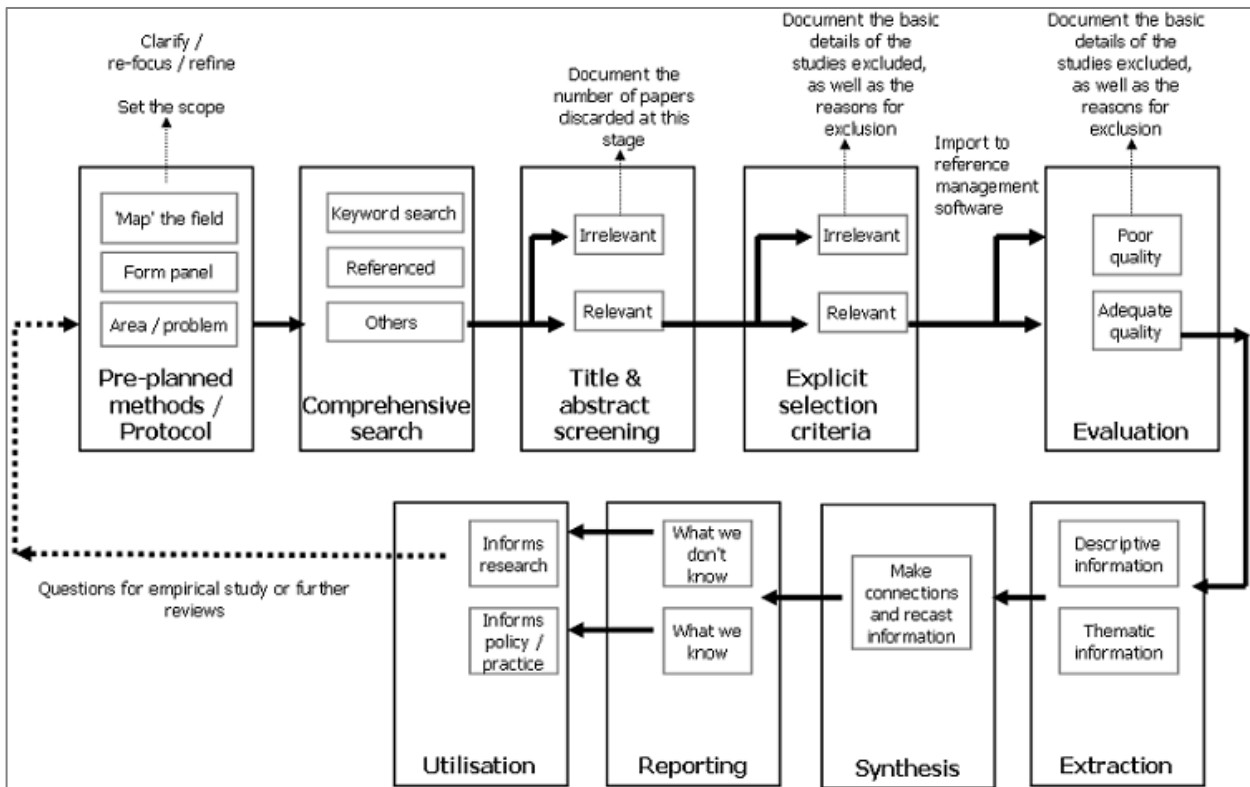 Clarify /
re-focus / refine
Set the scope
'Map' the field
Form panel
Area / problem
Pre-planned
methods /
Protocol
Keyword search
Referenced
Others
Comprehensive
search
Document the
number of papers
discarded at this
stage
Irrelevant
Relevant
Title &
abstract
screening
Document the basic
details of the
studies excluded,
as well as the
reasons for
exclusion
Irrelevant
Relevant
Explicit
selection
criteria
Import to
reference
management
software
Document the basic
details of the
studies excluded,
as well as the
reasons for
exclusion
Poor
quality
Adequate
quality
Evaluation
Descriptive
information
Thematic
information
Extraction
Make
connections
and recast
information
Synthesis
What we
don't
know
What we
know
Reporting
Informs
research
Informs
policy /
practice
Utilisation
Questions for empirical study or further
reviews